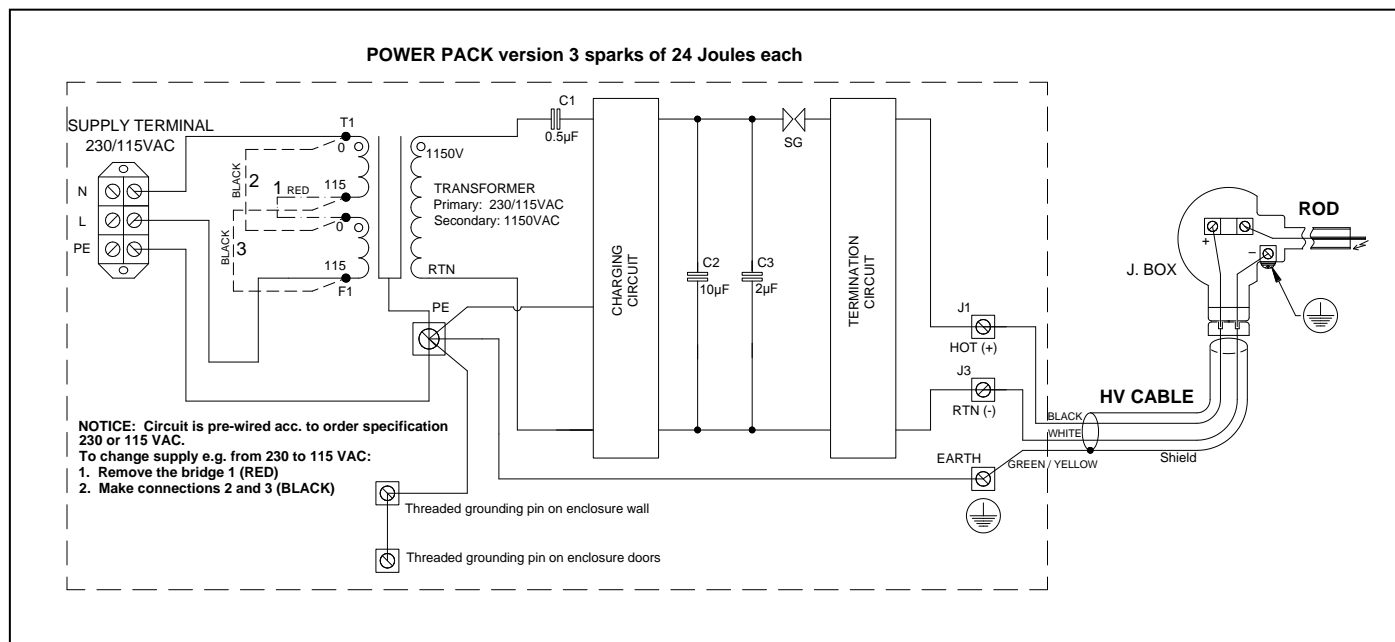 POWER PACK version 3 sparks of 24 Joules each
SUPPLY TERMINAL
230/115VAC
N
L
PE
T1
0
115
0
115
F1
BLACK
2
1 RED
BLACK
3
1150V
TRANSFORMER
Primary: 230/115VAC
Secondary: 1150VAC
RTN
PE
C1
0.5µF
CHARGING
CIRCUIT
C2
10µF
C3
2µF
SG
TERMINATION
CIRCUIT
J1
HOT (+)
J3
RTN (-)
EARTH
HV CABLE
BLACK
WHITE
GREEN / YELLOW
Shield
J. BOX
ROD
+
−
NOTICE: Circuit is pre-wired acc. to order specification
230 or 115 VAC.
To change supply e.g. from 230 to 115 VAC:
1. Remove the bridge 1 (RED)
2. Make connections 2 and 3 (BLACK)
Threaded grounding pin on enclosure wall
Threaded grounding pin on enclosure doors